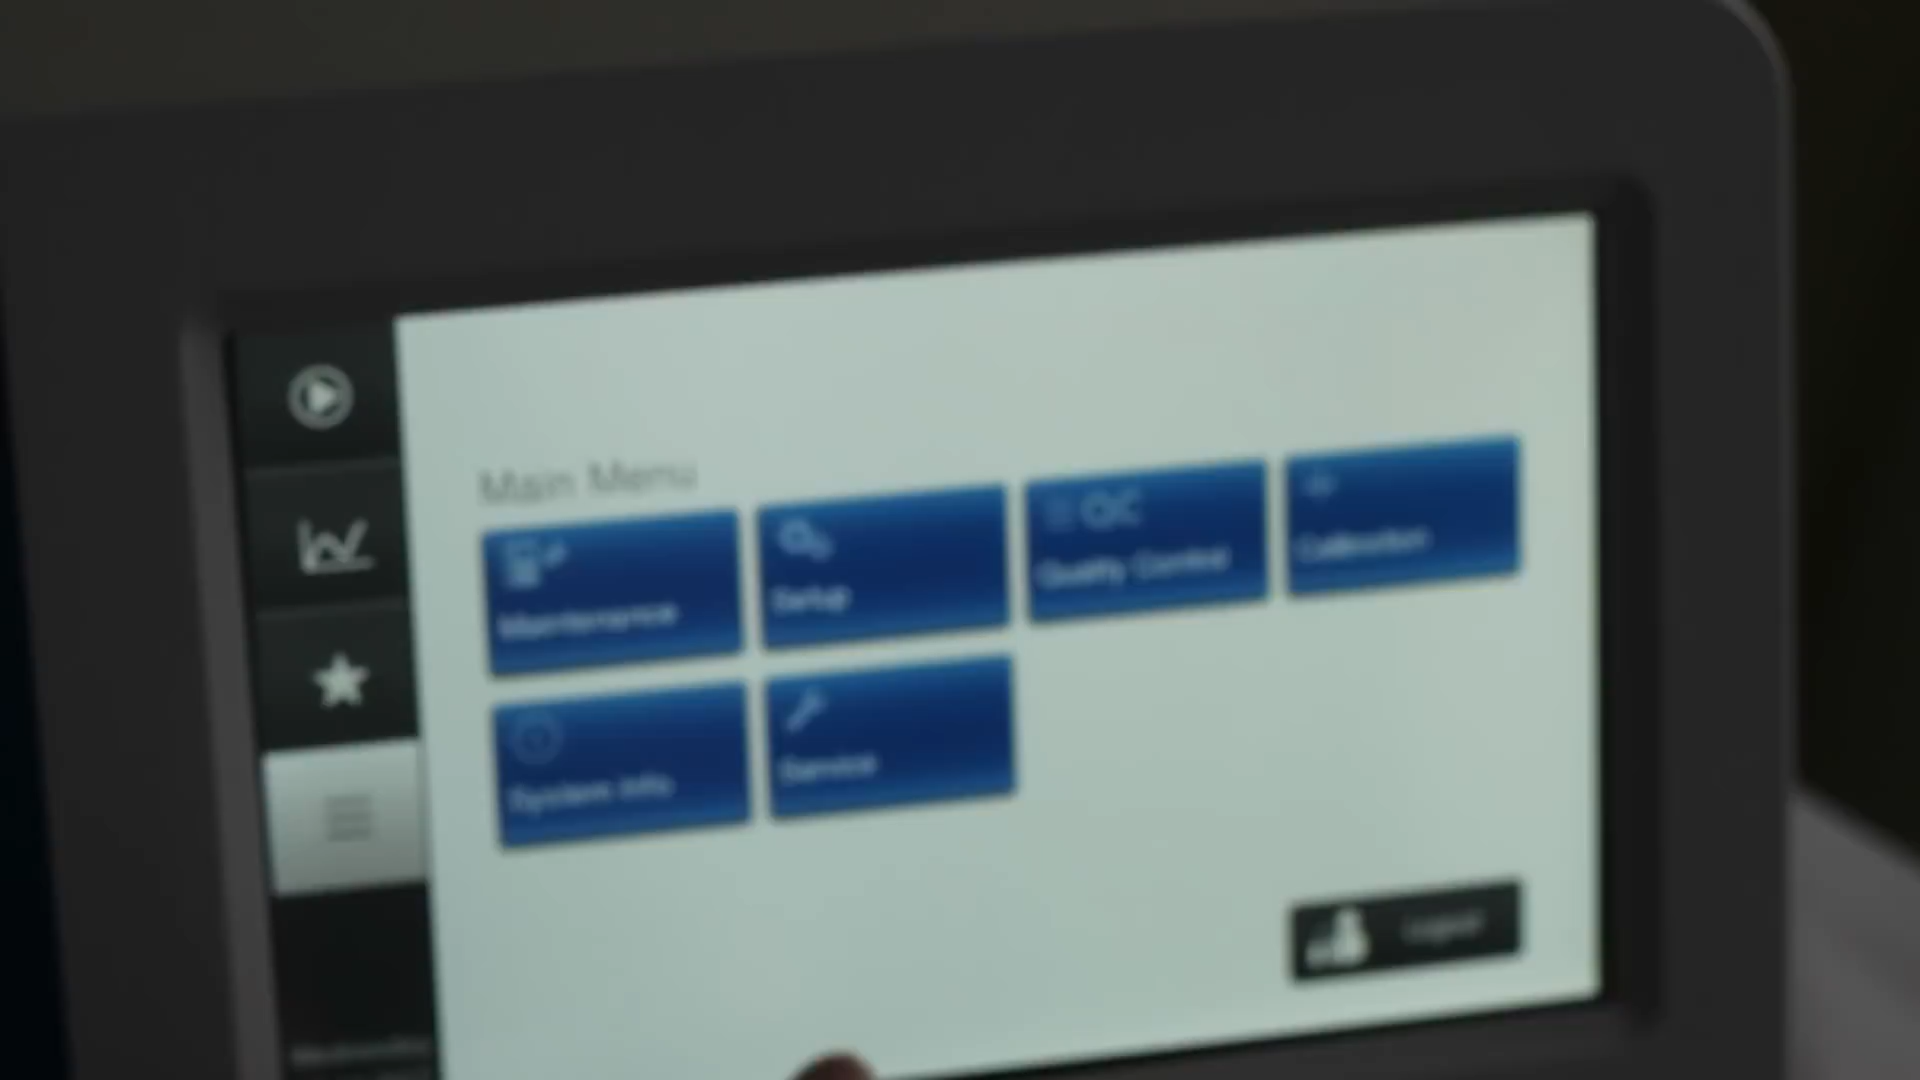 Main Menu
Maintenance
Setup
QC
Quality Control
Calibration
System Info
Service
Logout